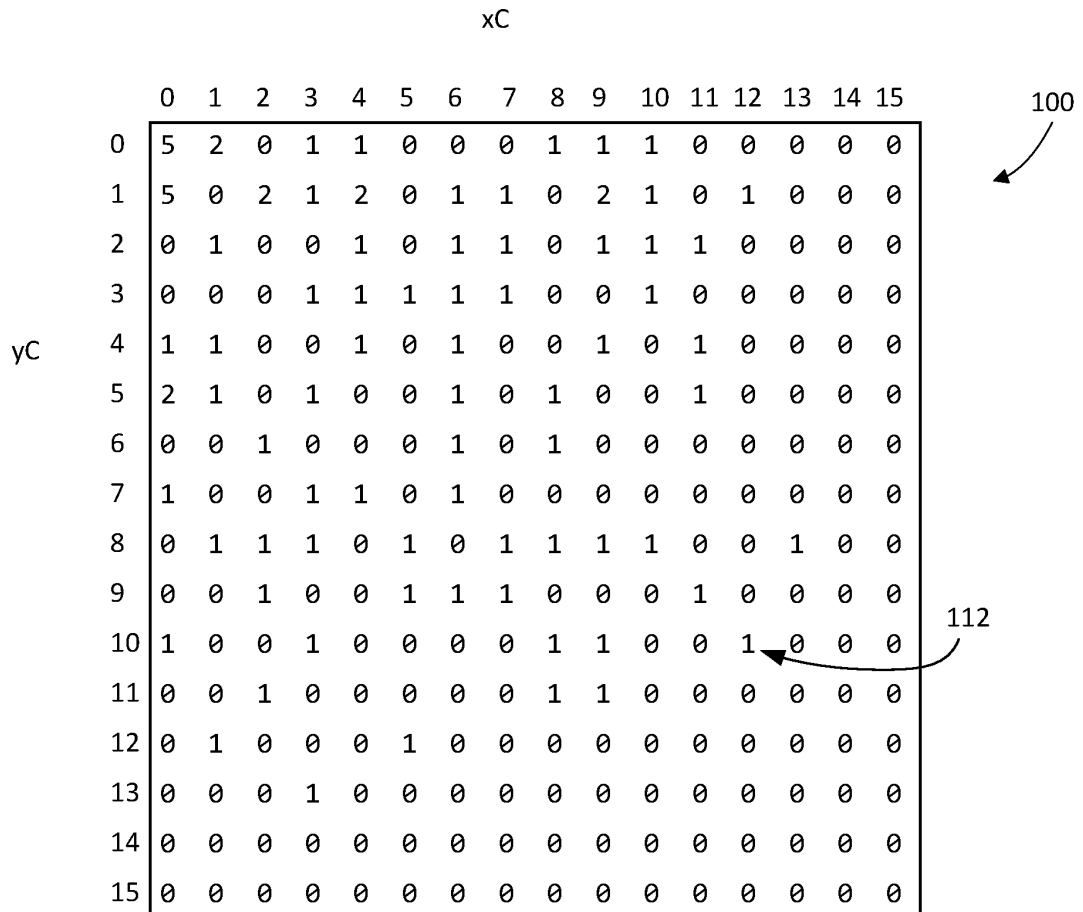 xC
0 1 2 3 4 5 6 7 8 9 10 11 12 13 14 15
100
0 5 2 0 1 1 0 0 0 1 1 1 0 0 0 0 0
1 5 0 2 1 2 0 1 1 0 2 1 0 1 0 0 0
2 0 1 0 0 1 0 1 1 0 1 1 1 0 0 0 0
3 0 0 0 1 1 1 1 1 0 0 1 0 0 0 0 0
yC
4 1 1 0 0 1 0 1 0 0 1 0 1 0 0 0 0
5 2 1 0 1 0 0 1 0 1 0 0 1 0 0 0 0
6 0 0 1 0 0 0 1 0 1 0 0 0 0 0 0 0
7 1 0 0 1 1 0 1 0 0 0 0 0 0 0 0 0
8 0 1 1 1 0 1 0 1 1 1 1 0 0 1 0 0
9 0 0 1 0 0 1 1 1 0 0 0 1 0 0 0 0
112
10 1 0 0 1 0 0 0 0 1 1 0 0 1 0 0 0
11 0 0 1 0 0 0 0 0 1 1 0 0 0 0 0 0
12 0 1 0 0 0 1 0 0 0 0 0 0 0 0 0 0
13 0 0 0 1 0 0 0 0 0 0 0 0 0 0 0 0
14 0 0 0 0 0 0 0 0 0 0 0 0 0 0 0 0
15 0 0 0 0 0 0 0 0 0 0 0 0 0 0 0 0